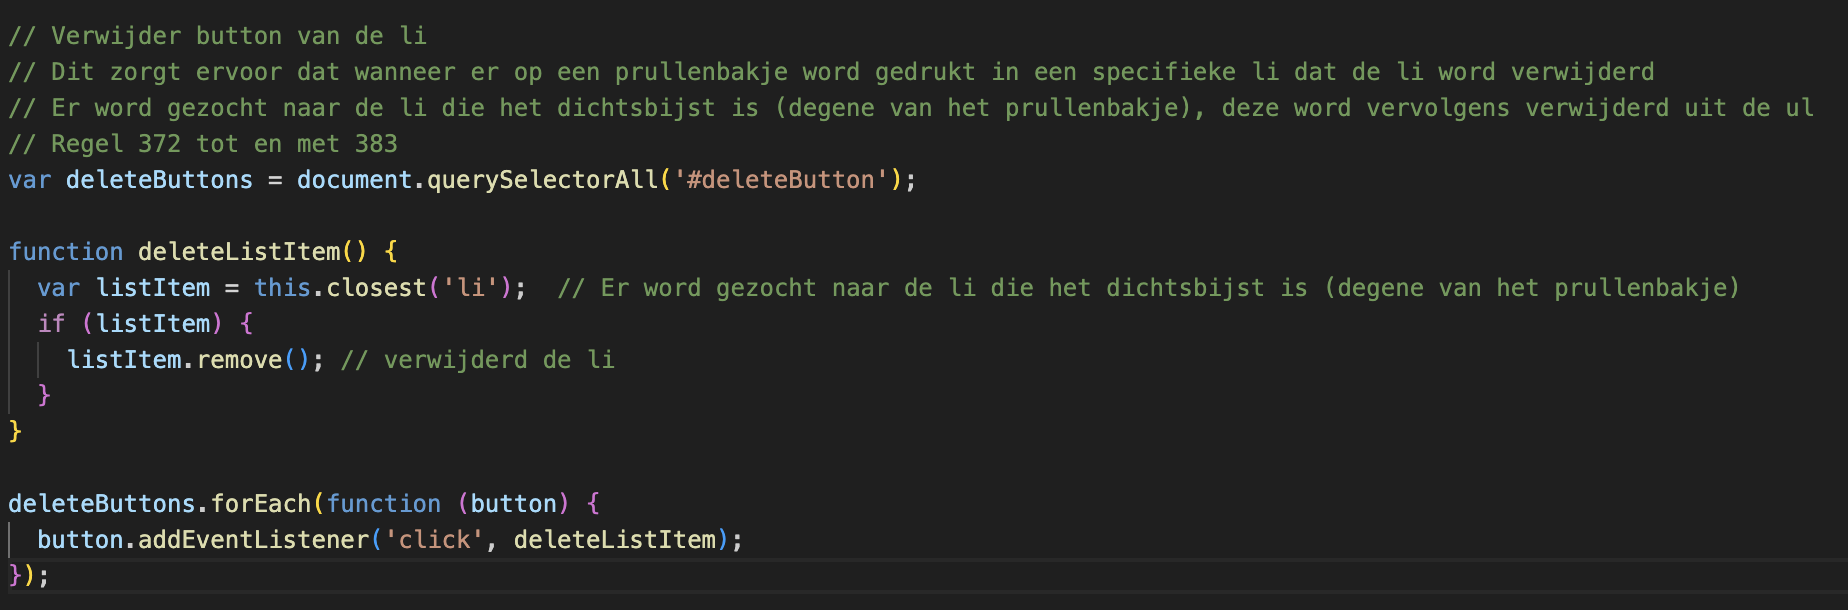 // Verwijder button van de li
// Dit zorgt ervoor dat wanneer er op een prullenbakje word gedrukt in een specifieke li dat de li word verwijderd
// Er word gezocht naar de li die het dichtsbijst is (degene van het prullenbakje), deze word vervolgens verwijderd uit de ul
// Regel 372 tot en met 383
var deleteButtons = document.querySelectorAll('#deleteButton');
function deleteListItem() {
var listItem = this.closest('li');  // Er word gezocht naar de li die het dichtsbijst is (degene van het prullenbakje)
if (listItem) {
listItem.remove(); // verwijderd de li
}
}
deleteButtons.forEach(function (button) {
button.addEventListener('click', deleteListItem);
});